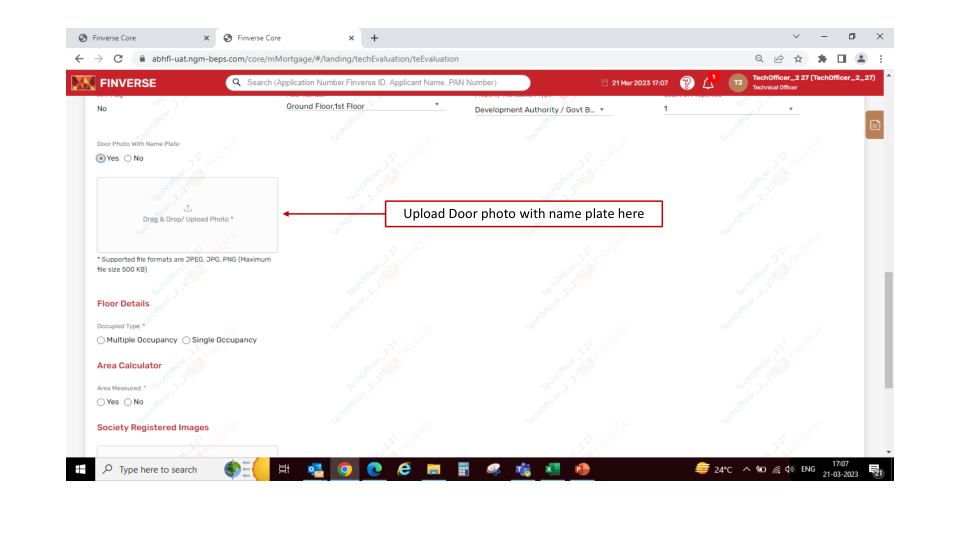 Finverse Core
Finverse Core
abhfl-uat.ngm-beps.com/core/mMortgage/#/landing/techEvaluation/teEvaluation
FINVERSE
Search (Application Number,Finverse ID, Applicant Name, PAN Number)
21 Mar 2023 17:07
1
T2
TechOfficer_2 27 (TechOfficer_2_27)
Technical Officer
No
Ground Floor,1st Floor
Development Authority / Govt B...
1
Door Photo With Name Plate
Yes No
Drag & Drop/ Upload Photo *
Upload Door photo with name plate here
* Supported file formats are JPEG, JPG, PNG (Maximum
file size 500 KB)
Floor Details
Occupied Type *
Multiple Occupancy Single Occupancy
Area Calculator
Area Measured *
Yes No
Society Registered Images
Type here to search
24°C
ENG
17:07
21-03-2023
21